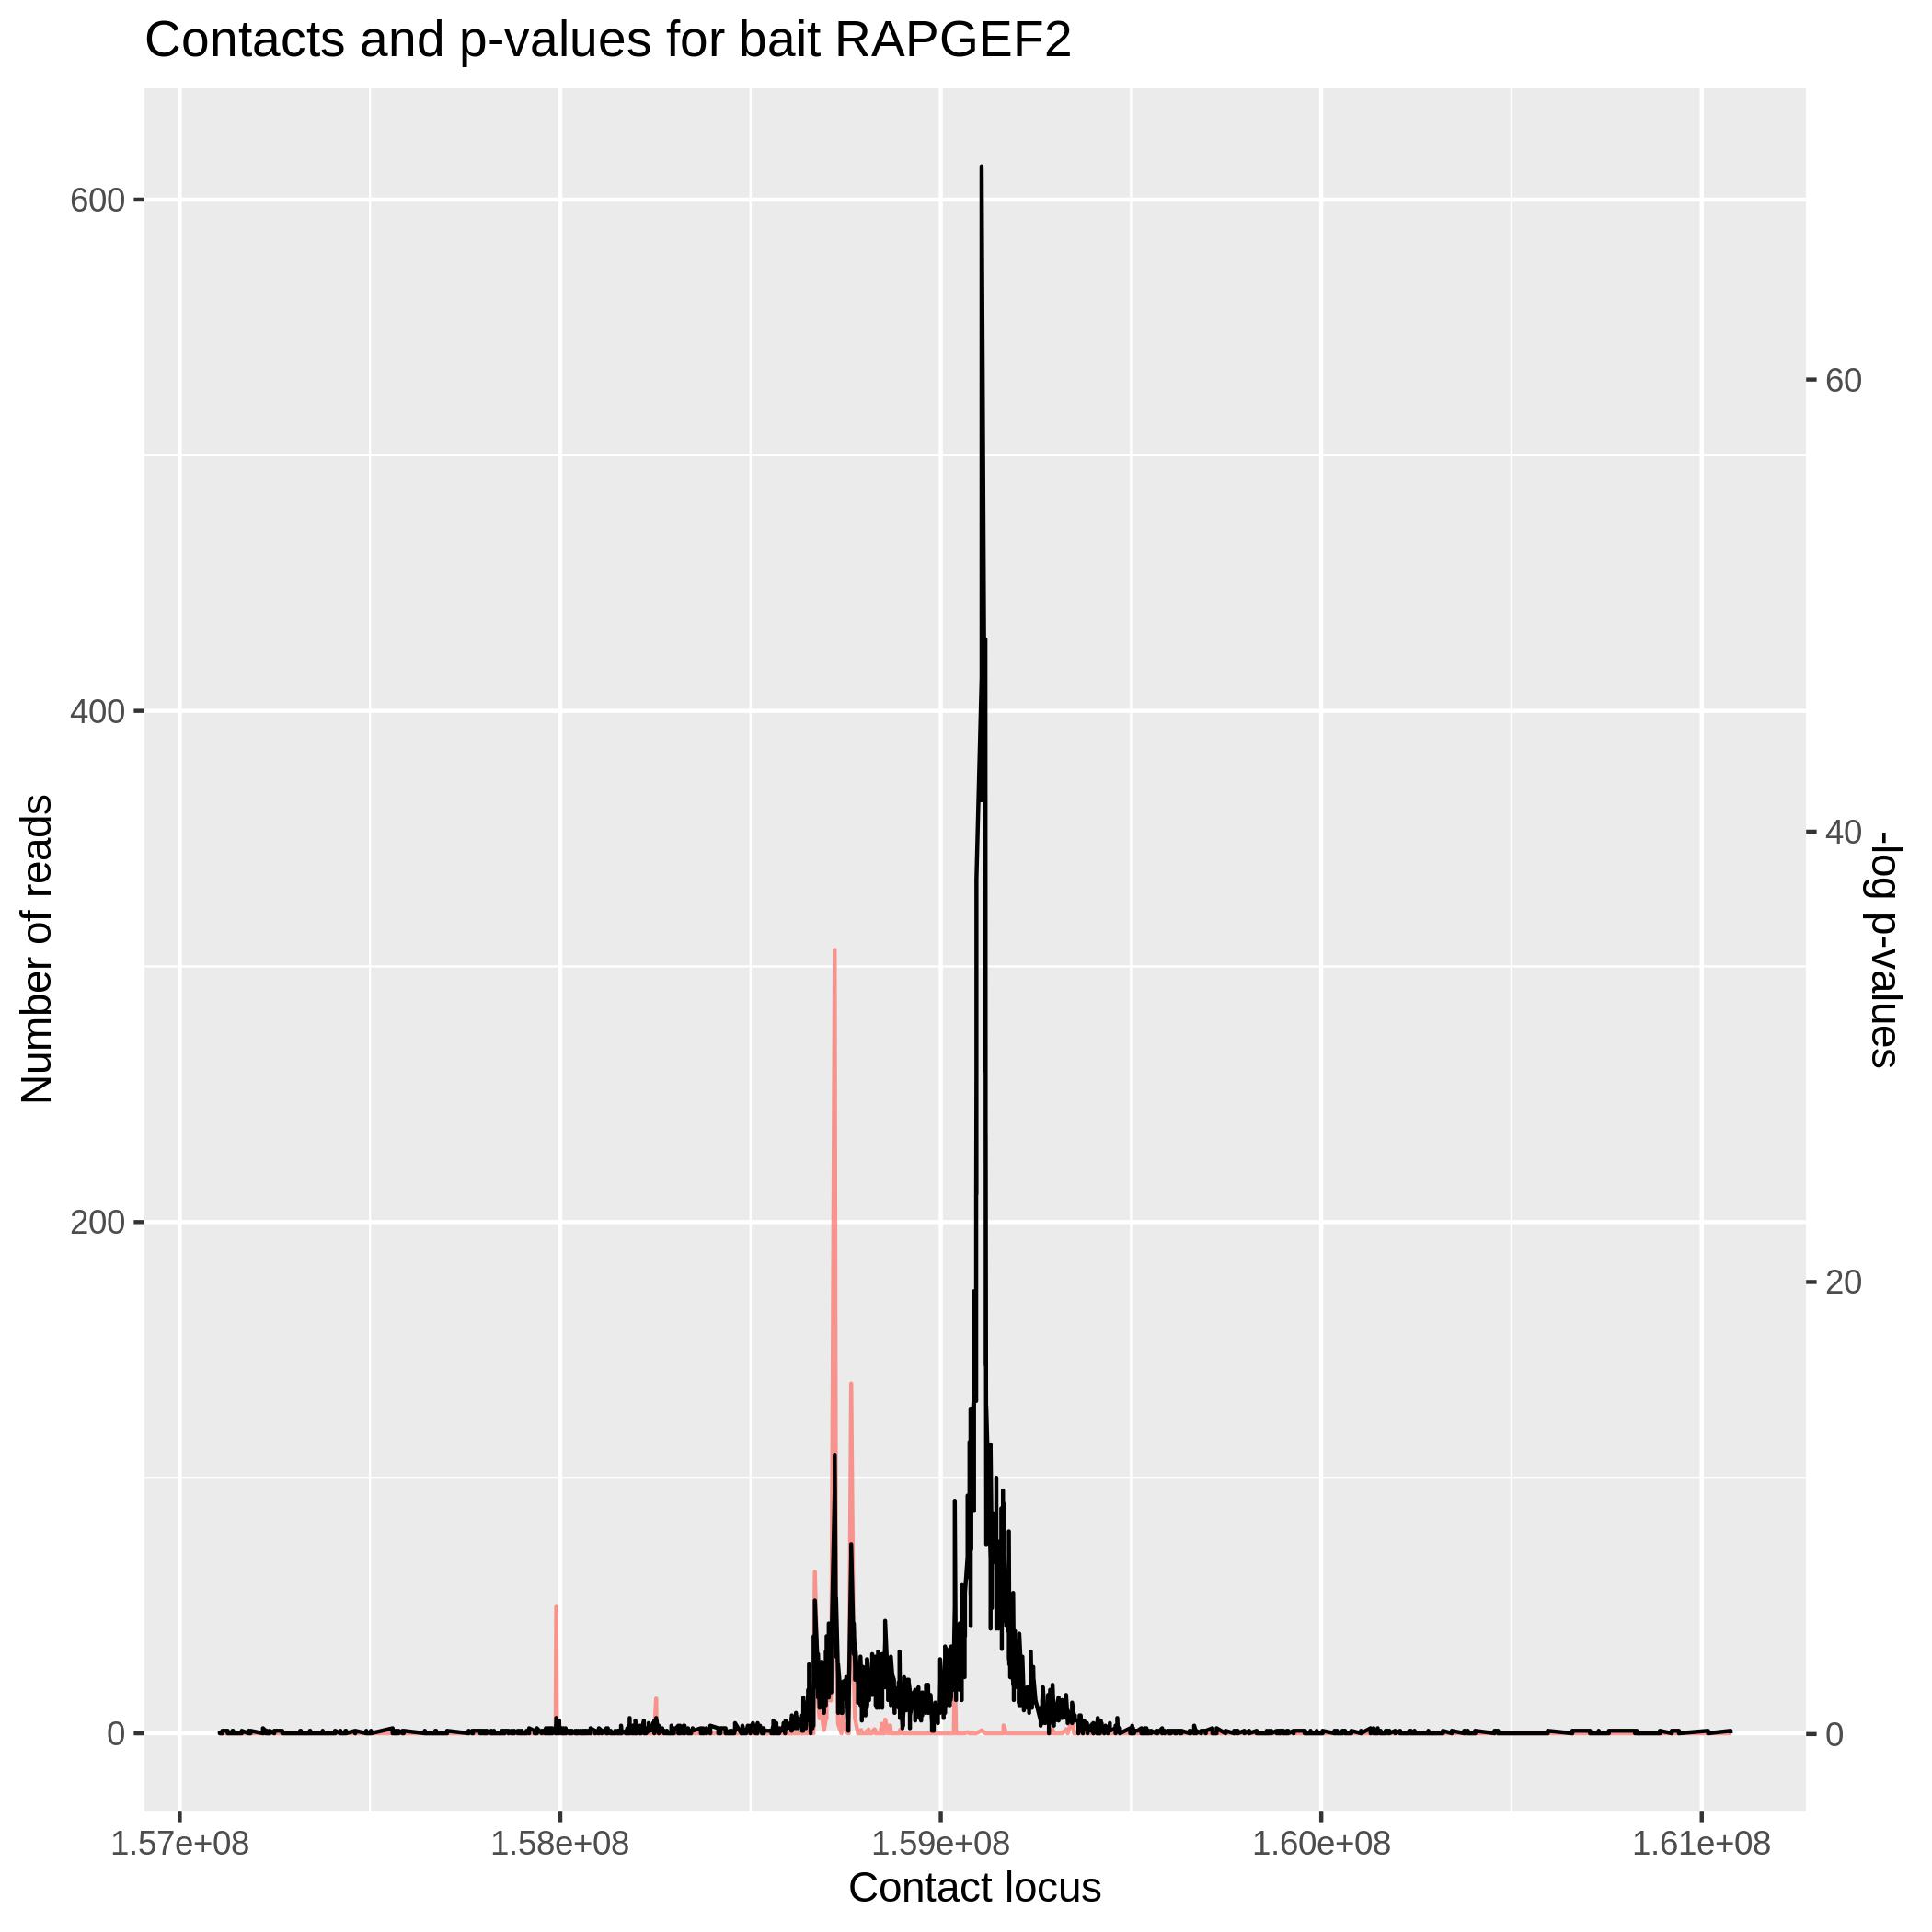 Contacts and p-values for bait RAPGEF2
600
400
200
0
Number of reads
60
40
20
0
-log p-values
1.57e+08 1.58e+08 1.59e+08 1.60e+08 1.61e+08
Contact locus